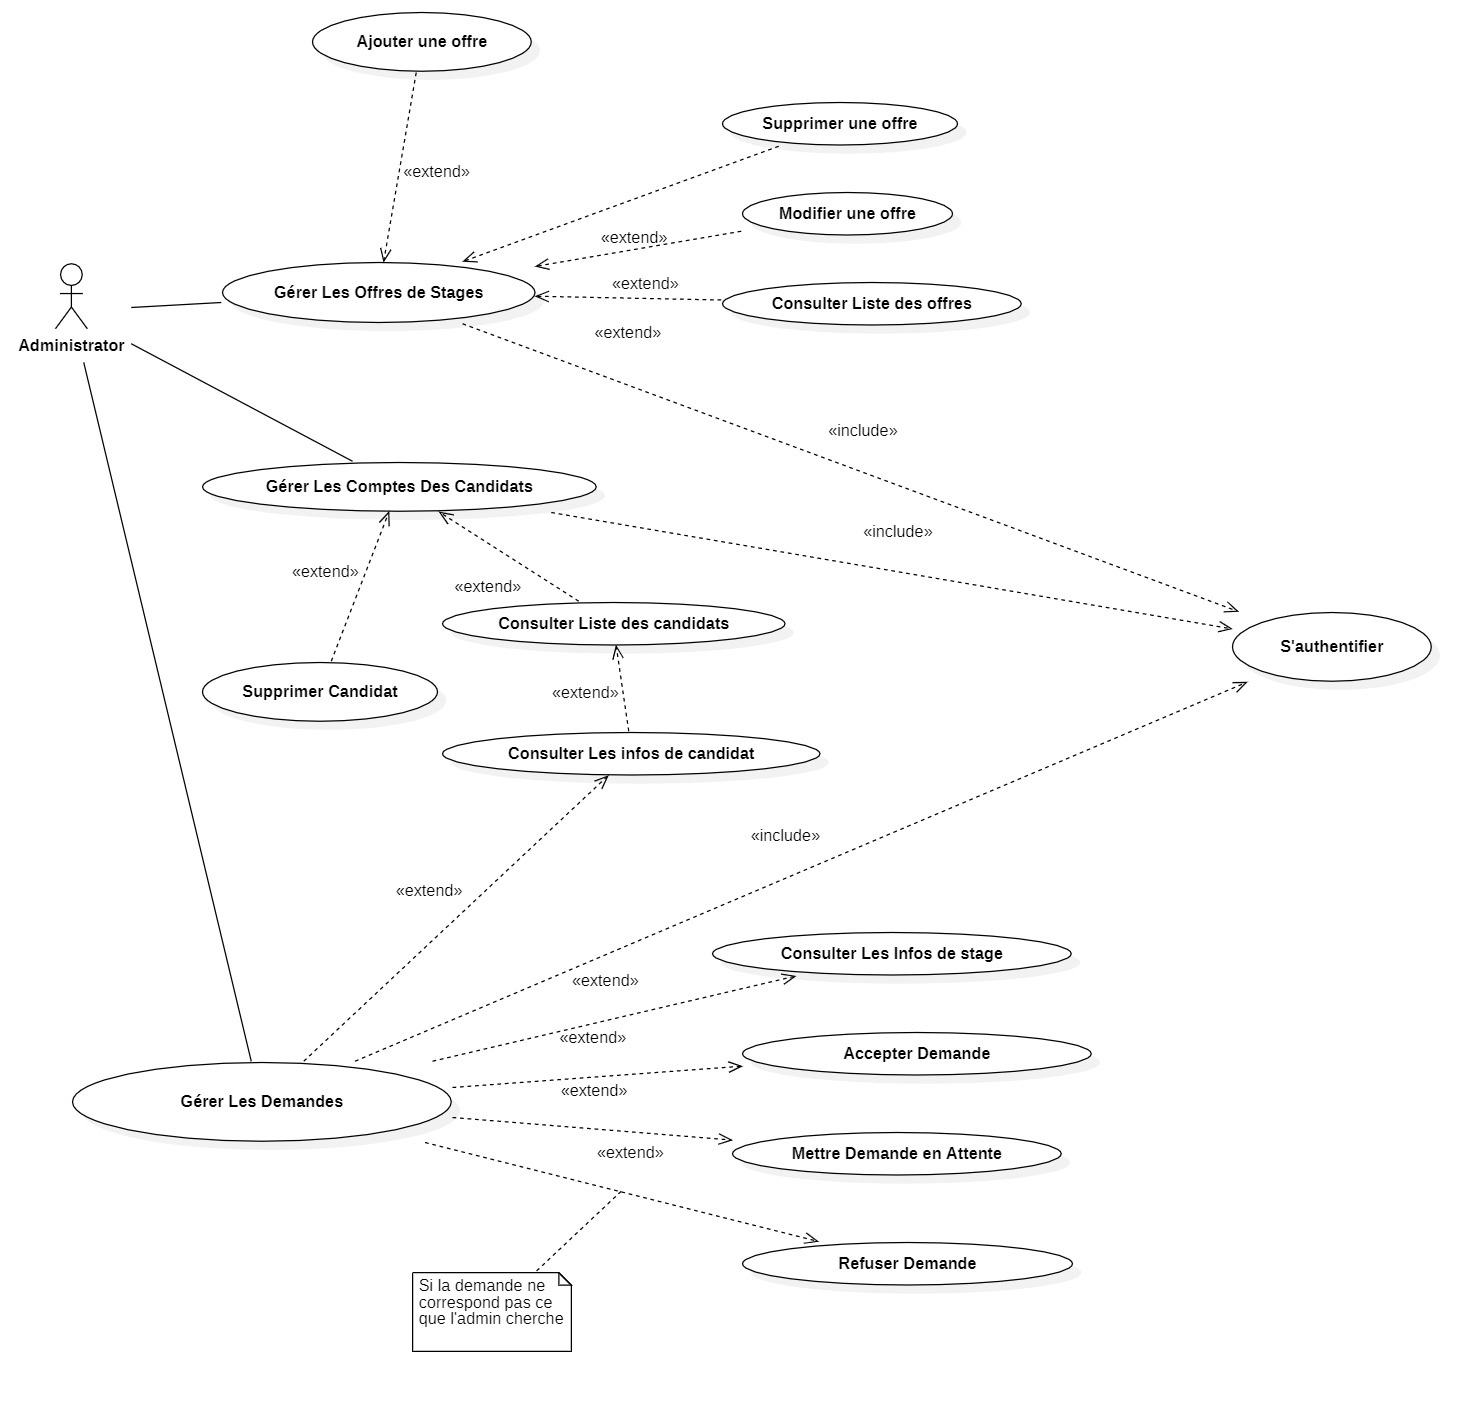 Ajouter une offre
Supprimer une offre
«extend»
Modifier une offre
«extend»
«extend»
Gérer Les Offres de Stages
Consulter Liste des offres
«extend»
Administrator
«include»
Gérer Les Comptes Des Candidats
«include»
«extend»
«extend»
Consulter Liste des candidats
S'authentifier
Supprimer Candidat
«extend»
Consulter Les infos de candidat
«include»
«extend»
Consulter Les Infos de stage
«extend»
«extend»
Accepter Demande
«extend»
Gérer Les Demandes
«extend»
Mettre Demande en Attente
Refuser Demande
Si la demande ne
correspond pas ce
que l'admin cherche